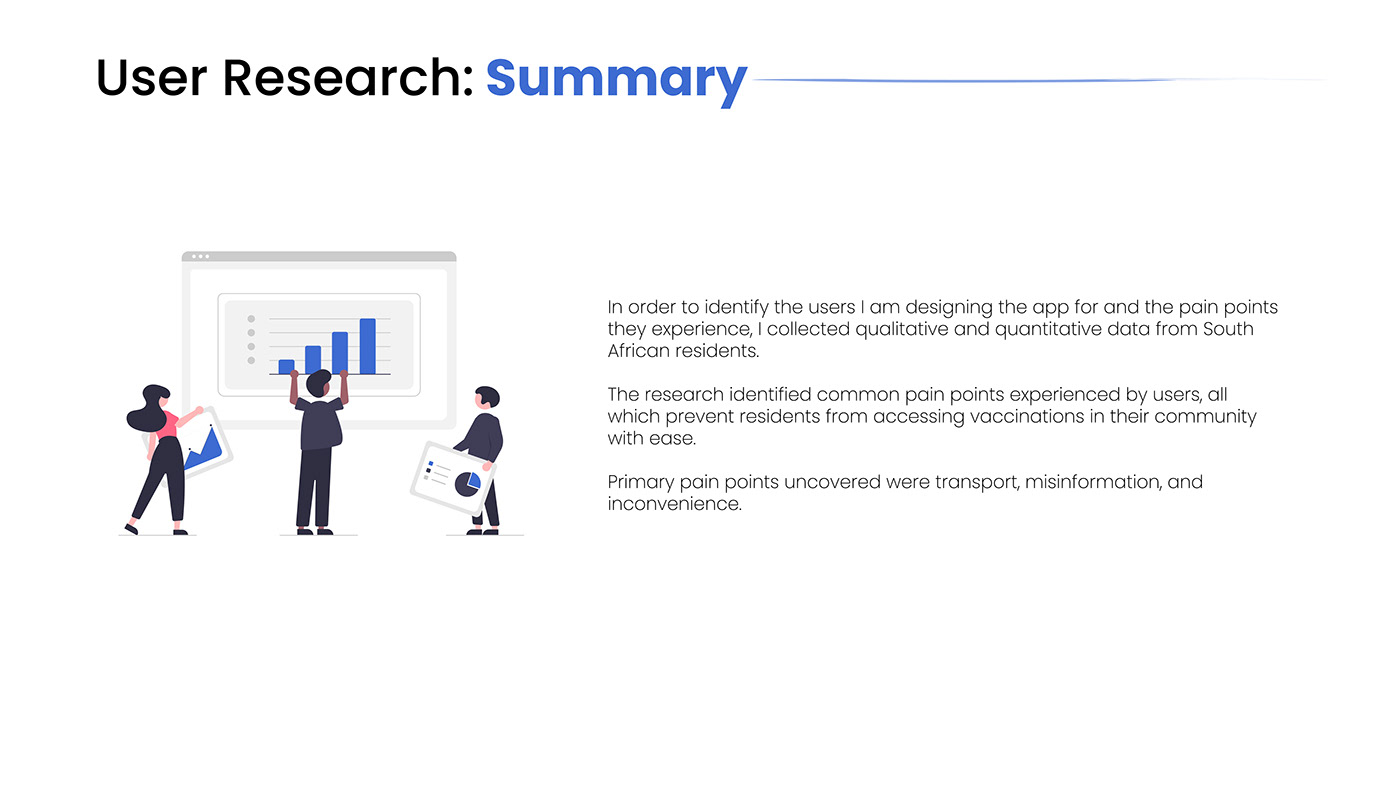 User Research: Summary
In order to identify the users I am designing the app for and the pain points
they experience, I collected qualitative and quantitative data from South
African residents.
The research identified common pain points experienced by users, all
which prevent residents from accessing vaccinations in their community
with ease.
Primary pain points uncovered were transport, misinformation, and
inconvenience.